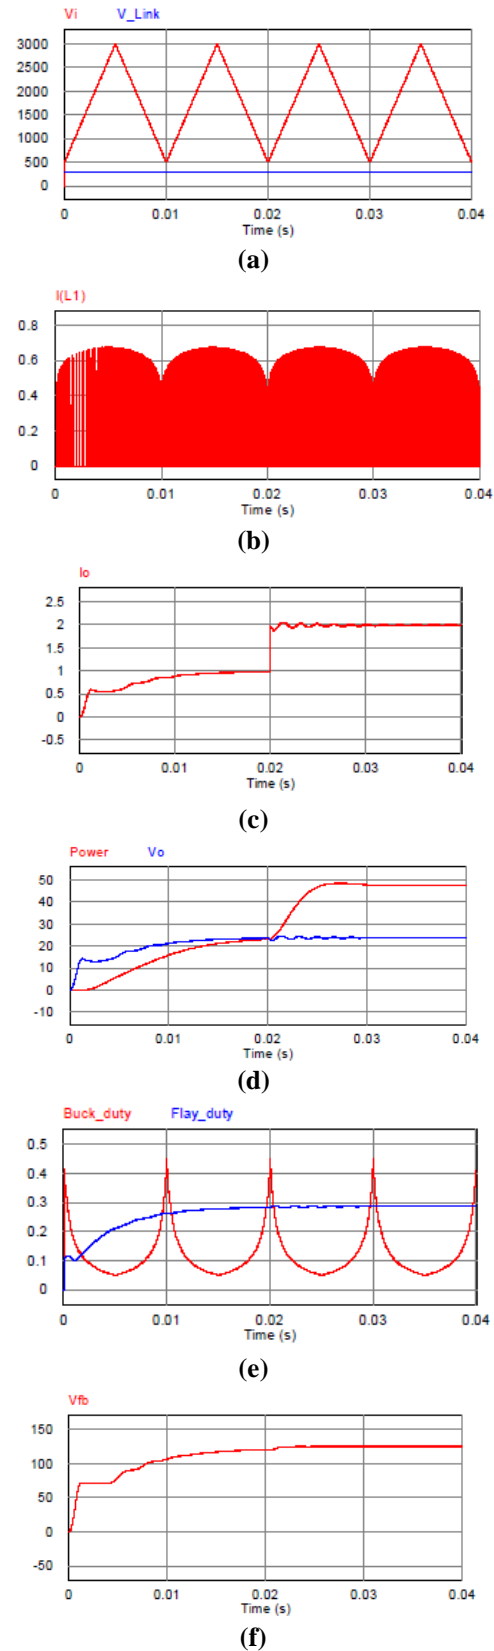 Vi V_Link
3000
2500
2000
1500
1000
500
0
0 0.01 0.02 0.03 0.04
Time (s)
(a)
I(L1)
0.8
0.6
0.4
0.2
0
0 0.01 0.02 0.03 0.04
Time (s)
(b)
Io
2.5
2
1.5
1
0.5
0
-0.5
0 0.01 0.02 0.03 0.04
Time (s)
(c)
Power Vo
50
40
30
20
10
0
-10
0 0.01 0.02 0.03 0.04
Time (s)
(d)
Buck_duty Flay_duty
0.5
0.4
0.3
0.2
0.1
0
0 0.01 0.02 0.03 0.04
Time (s)
(e)
Vfb
150
100
50
0
-50
0 0.01 0.02 0.03 0.04
Time (s)
(f)